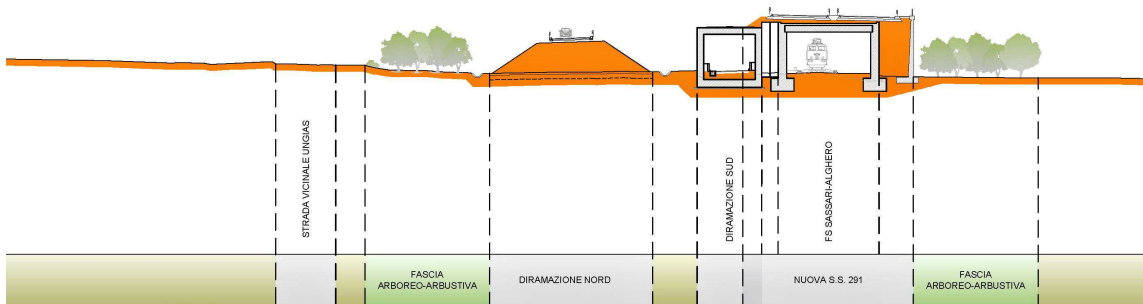 STRADA VICINALE UNGIAS
DIRAMAZIONE SUD
FS SASSARI-ALGHERO
FASCIA
ARBOREO-ARBUSTIVA
DIRAMAZIONE NORD
NUOVA S.S. 291
FASCIA
ARBOREO-ARBUSTIVA